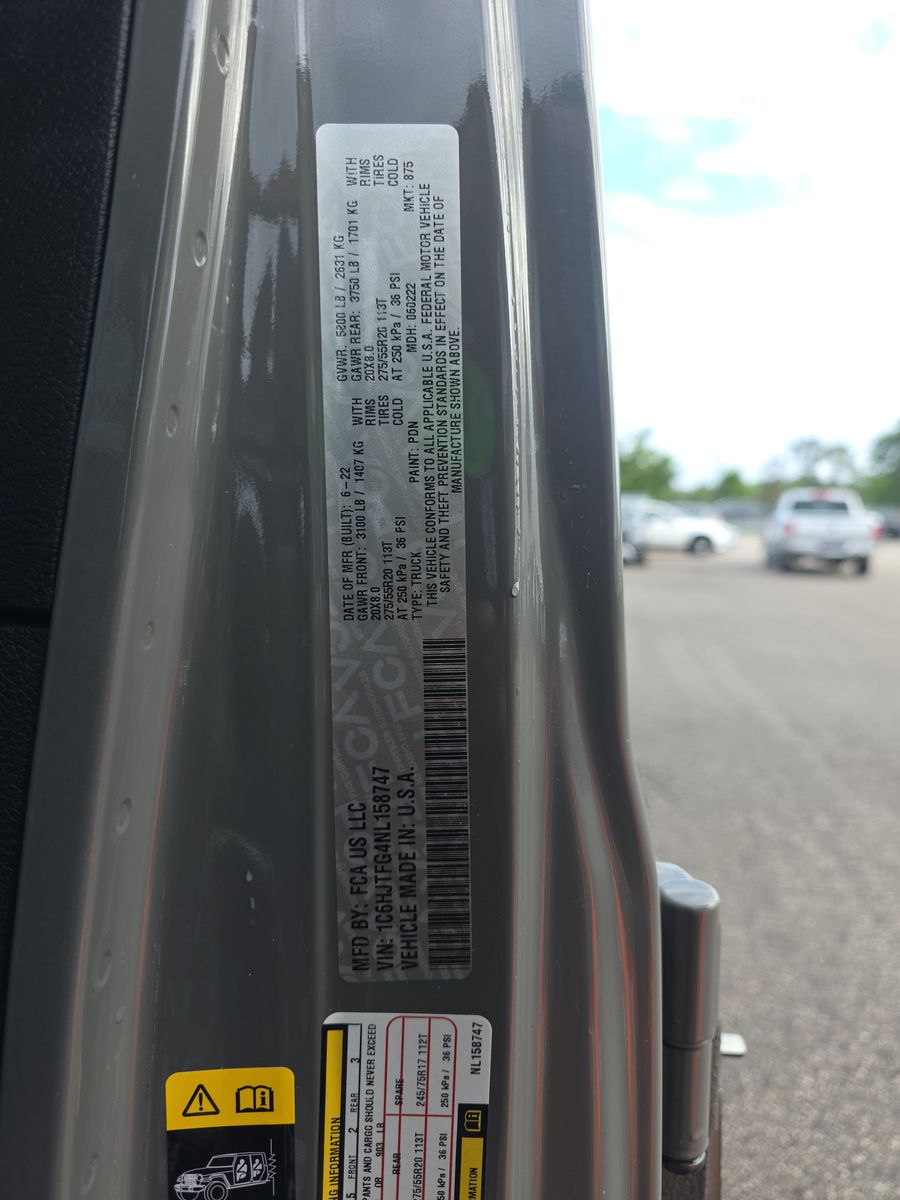 MFD BY: FCA US LLC
VIN: 1C6HJTFG4NL158747
VEHICLE MADE IN: U.S.A.
DATE OF MFR (BUILT): 6-22 GVWR: 5800 LB / 2631 KG
GAWR FRONT: 3100 LB / 1407 KG WITH GAWR REAR: 3750 LB / 1701 KG WITH
20X8.0 RIMS 20X8.0 RIMS
275/55R20 113T TIRES 275/55R20 113T TIRES
AT 250 kPa / 36 PSI COLD AT 250 kPa / 36 PSI COLD
TYPE: TRUCK PAINT: PDN MDH: 060222 MKT: 875
THIS VEHICLE CONFORMS TO ALL APPLICABLE U.S.A. FEDERAL MOTOR VEHICLE
SAFETY AND THEFT PREVENTION STANDARDS IN EFFECT ON THE DATE OF
MANUFACTURE SHOWN ABOVE.
NG INFORMATION
5 FRONT 2 REAR 3
PANTS AND CARGO SHOULD NEVER EXCEED
OR 903 LB
REAR SPARE
275/55R20 113T 245/75R17 112T
250 kPa / 36 PSI 250 kPa / 36 PSI
MATION
NL158747